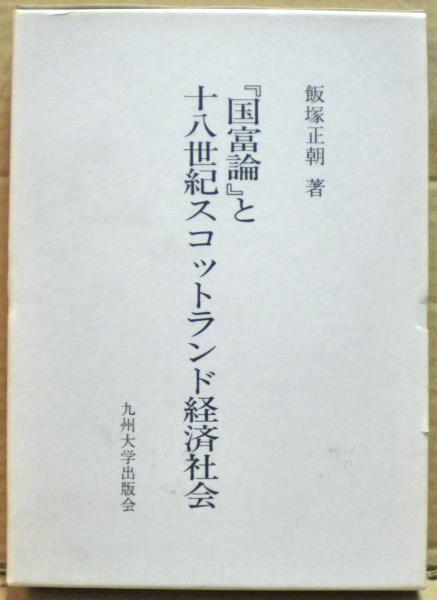 飯塚正朝 著
『国富論』と
十八世紀スコットランド経済社会
九州大学出版会